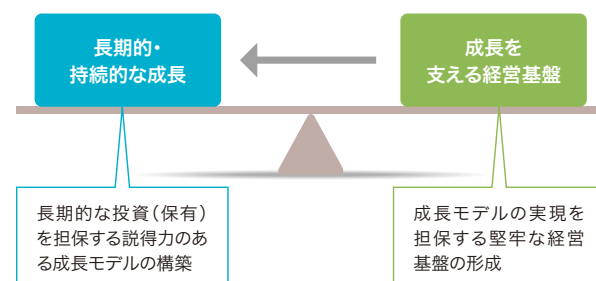 長期的・
持続的な成長
成長を
支える経営基盤
長期的な投資（保有）
を担保する説得力のあ
る成長モデルの構築
成長モデルの実現を
担保する堅牢な経営
基盤の形成